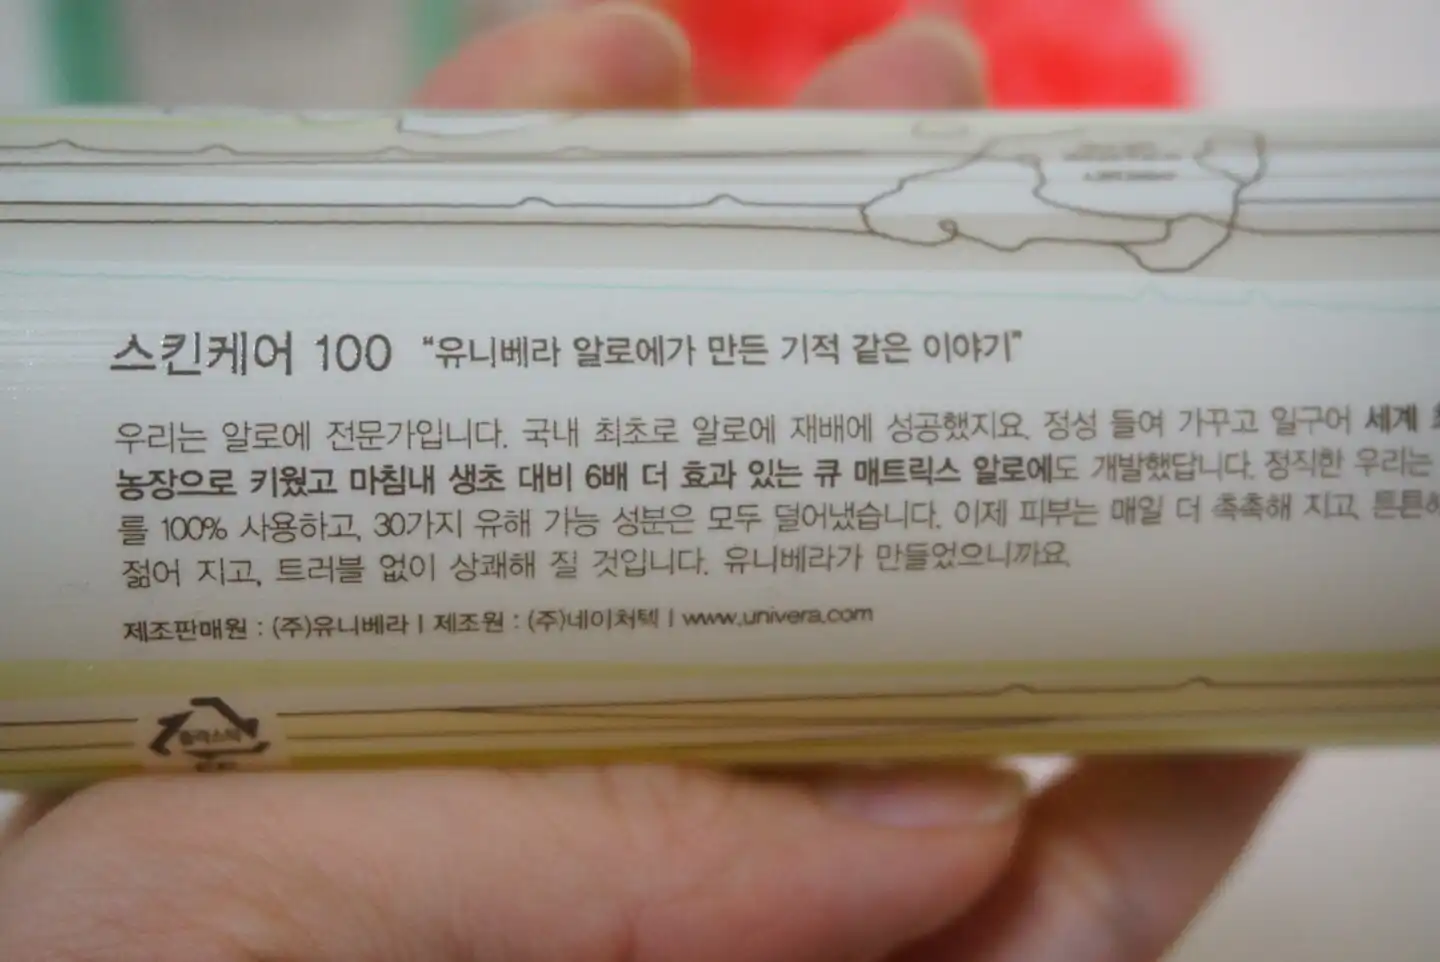 스킨케어 100 “유니베라 알로에가 만든 기적 같은 이야기”
우리는 알로에 전문가입니다. 국내 최초로 알로에 재배에 성공했지요. 정성 들여 가꾸고 일구어 세계
농장으로 키웠고 마침내 생초 대비 6배 더 효과 있는 큐 매트릭스 알로에도 개발했답니다. 정직한 우리는
를 100% 사용하고, 30가지 유해 가능 성분은 모두 덜어냈습니다. 이제 피부는 매일 더 촉촉해 지고, 튼튼해
젊어 지고, 트러블 없이 상쾌해 질 것입니다. 유니베라가 만들었으니까요.
제조판매원 : (주)유니베라 | 제조원 : (주)네이처텍 | www.univera.com
플라스틱